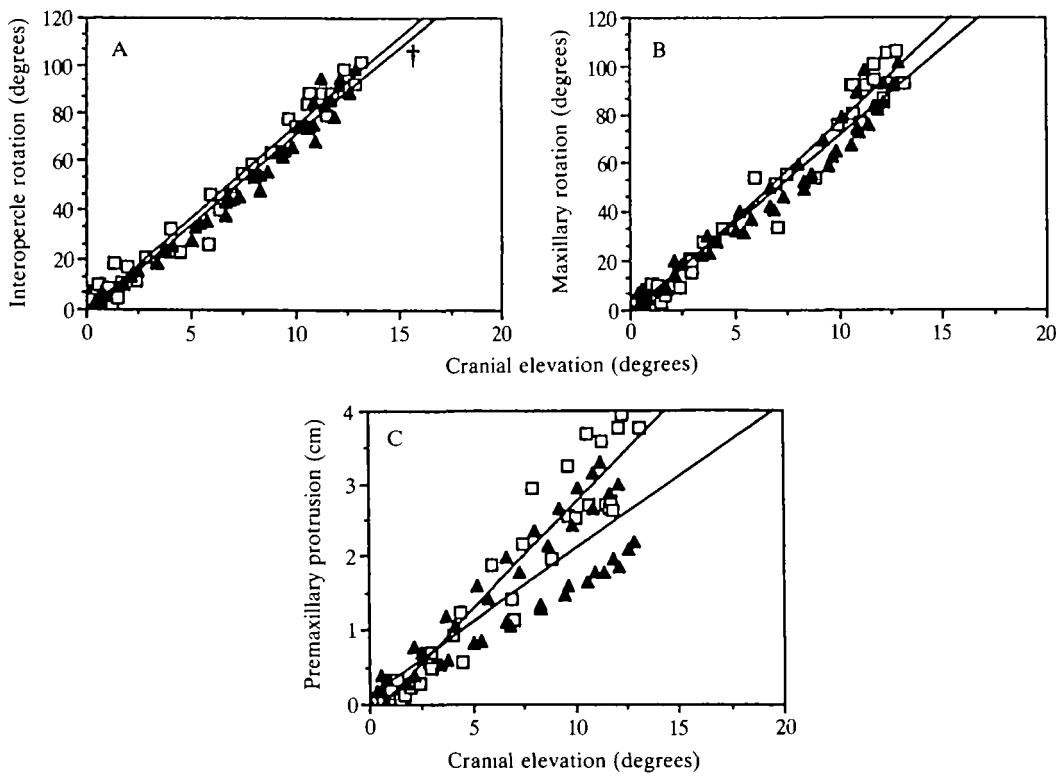 A
†
Interopercle rotation (degrees)
120
100
80
60
40
20
0
0 5 10 15 20
B
Maxillary rotation (degrees)
120
100
80
60
40
20
0
0 5 10 15 20
Cranial elevation (degrees)
C
Premaxillary protrusion (cm)
4
3
2
1
0
0 5 10 15 20
Cranial elevation (degrees)